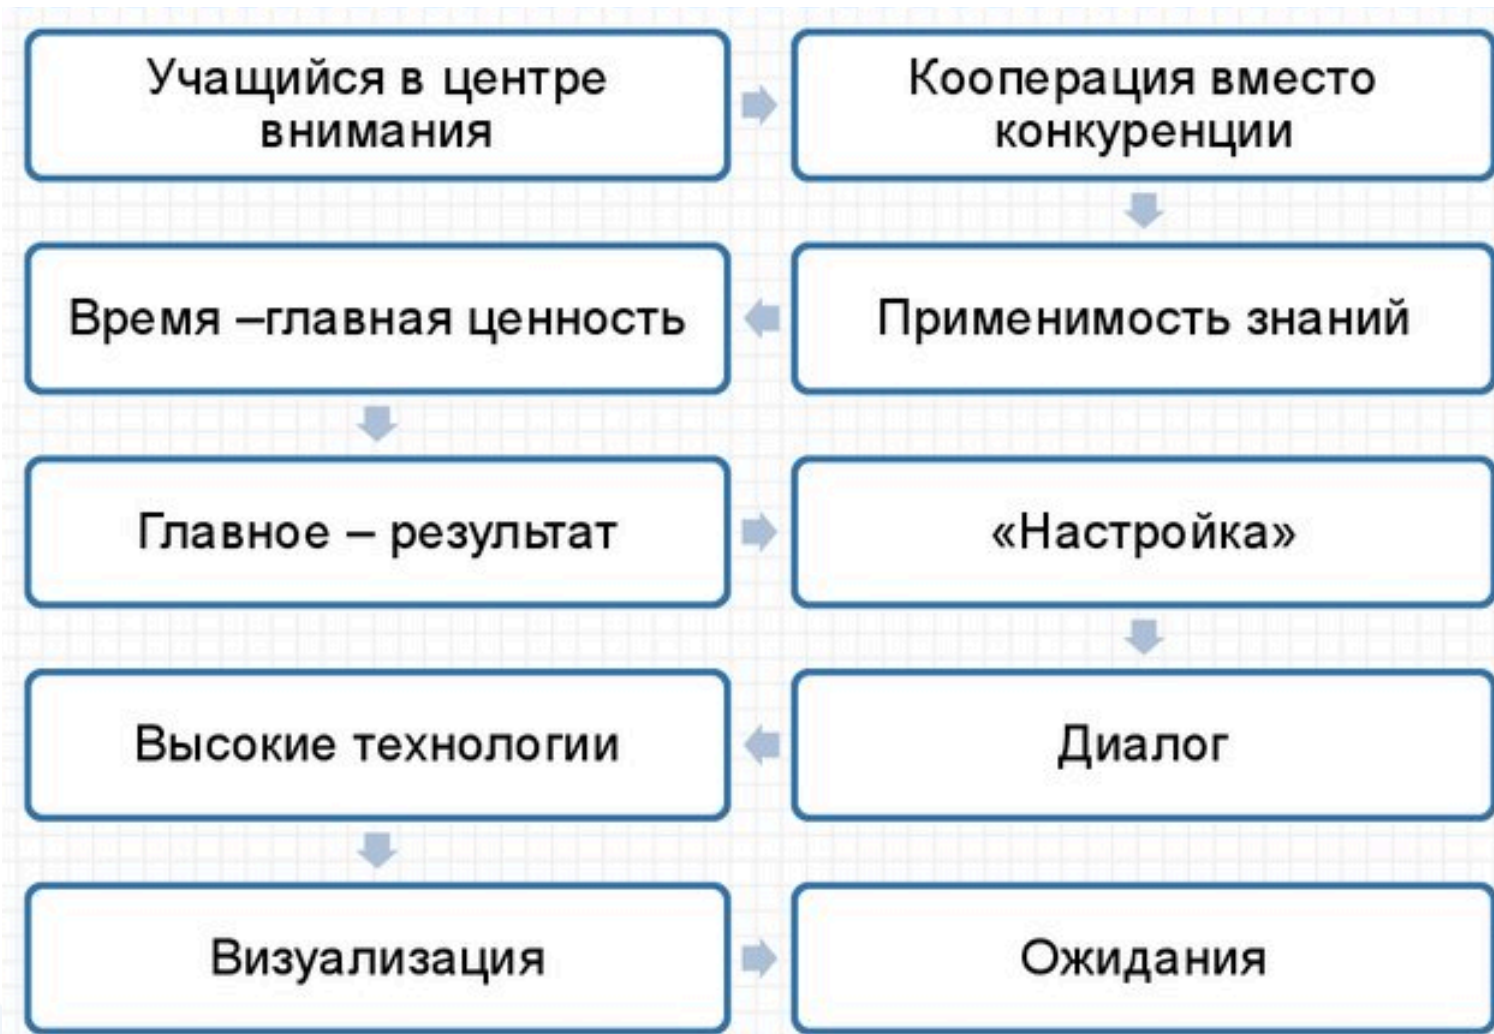 Учащийся в центре
внимания
Кооперация вместо
конкуренции
Применимость знаний
Время –главная ценность
Главное – результат
«Настройка»
Диалог
Высокие технологии
Визуализация
Ожидания